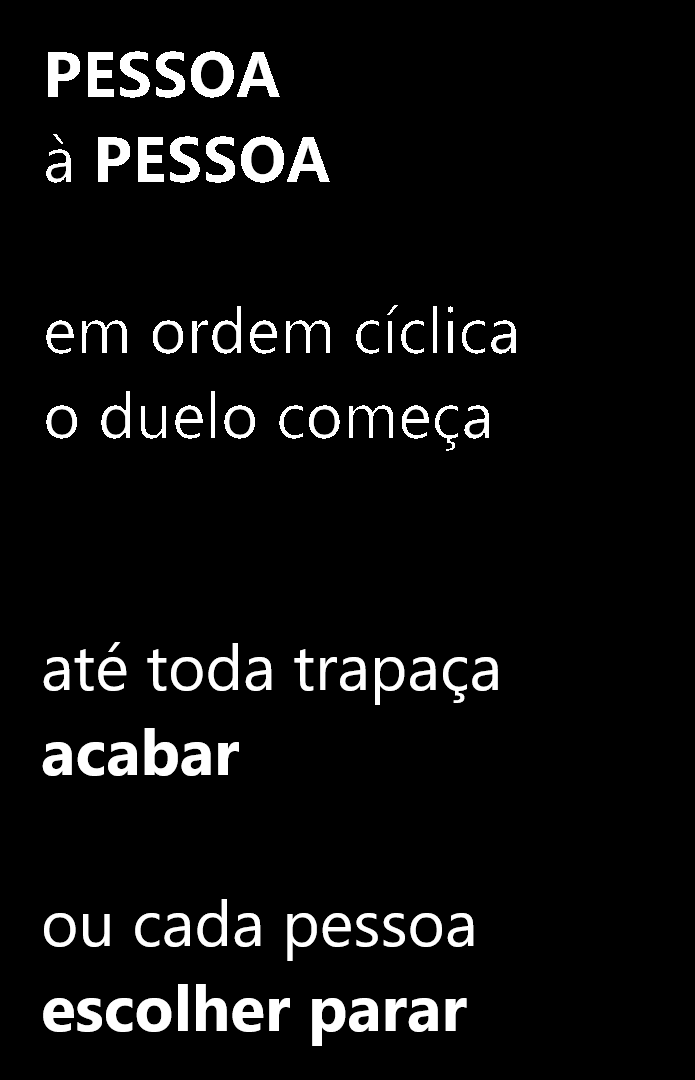 PESSOA
à PESSOA
em ordem cíclica
o duelo começa
até toda trapaça
acabar
ou cada pessoa
escolher parar